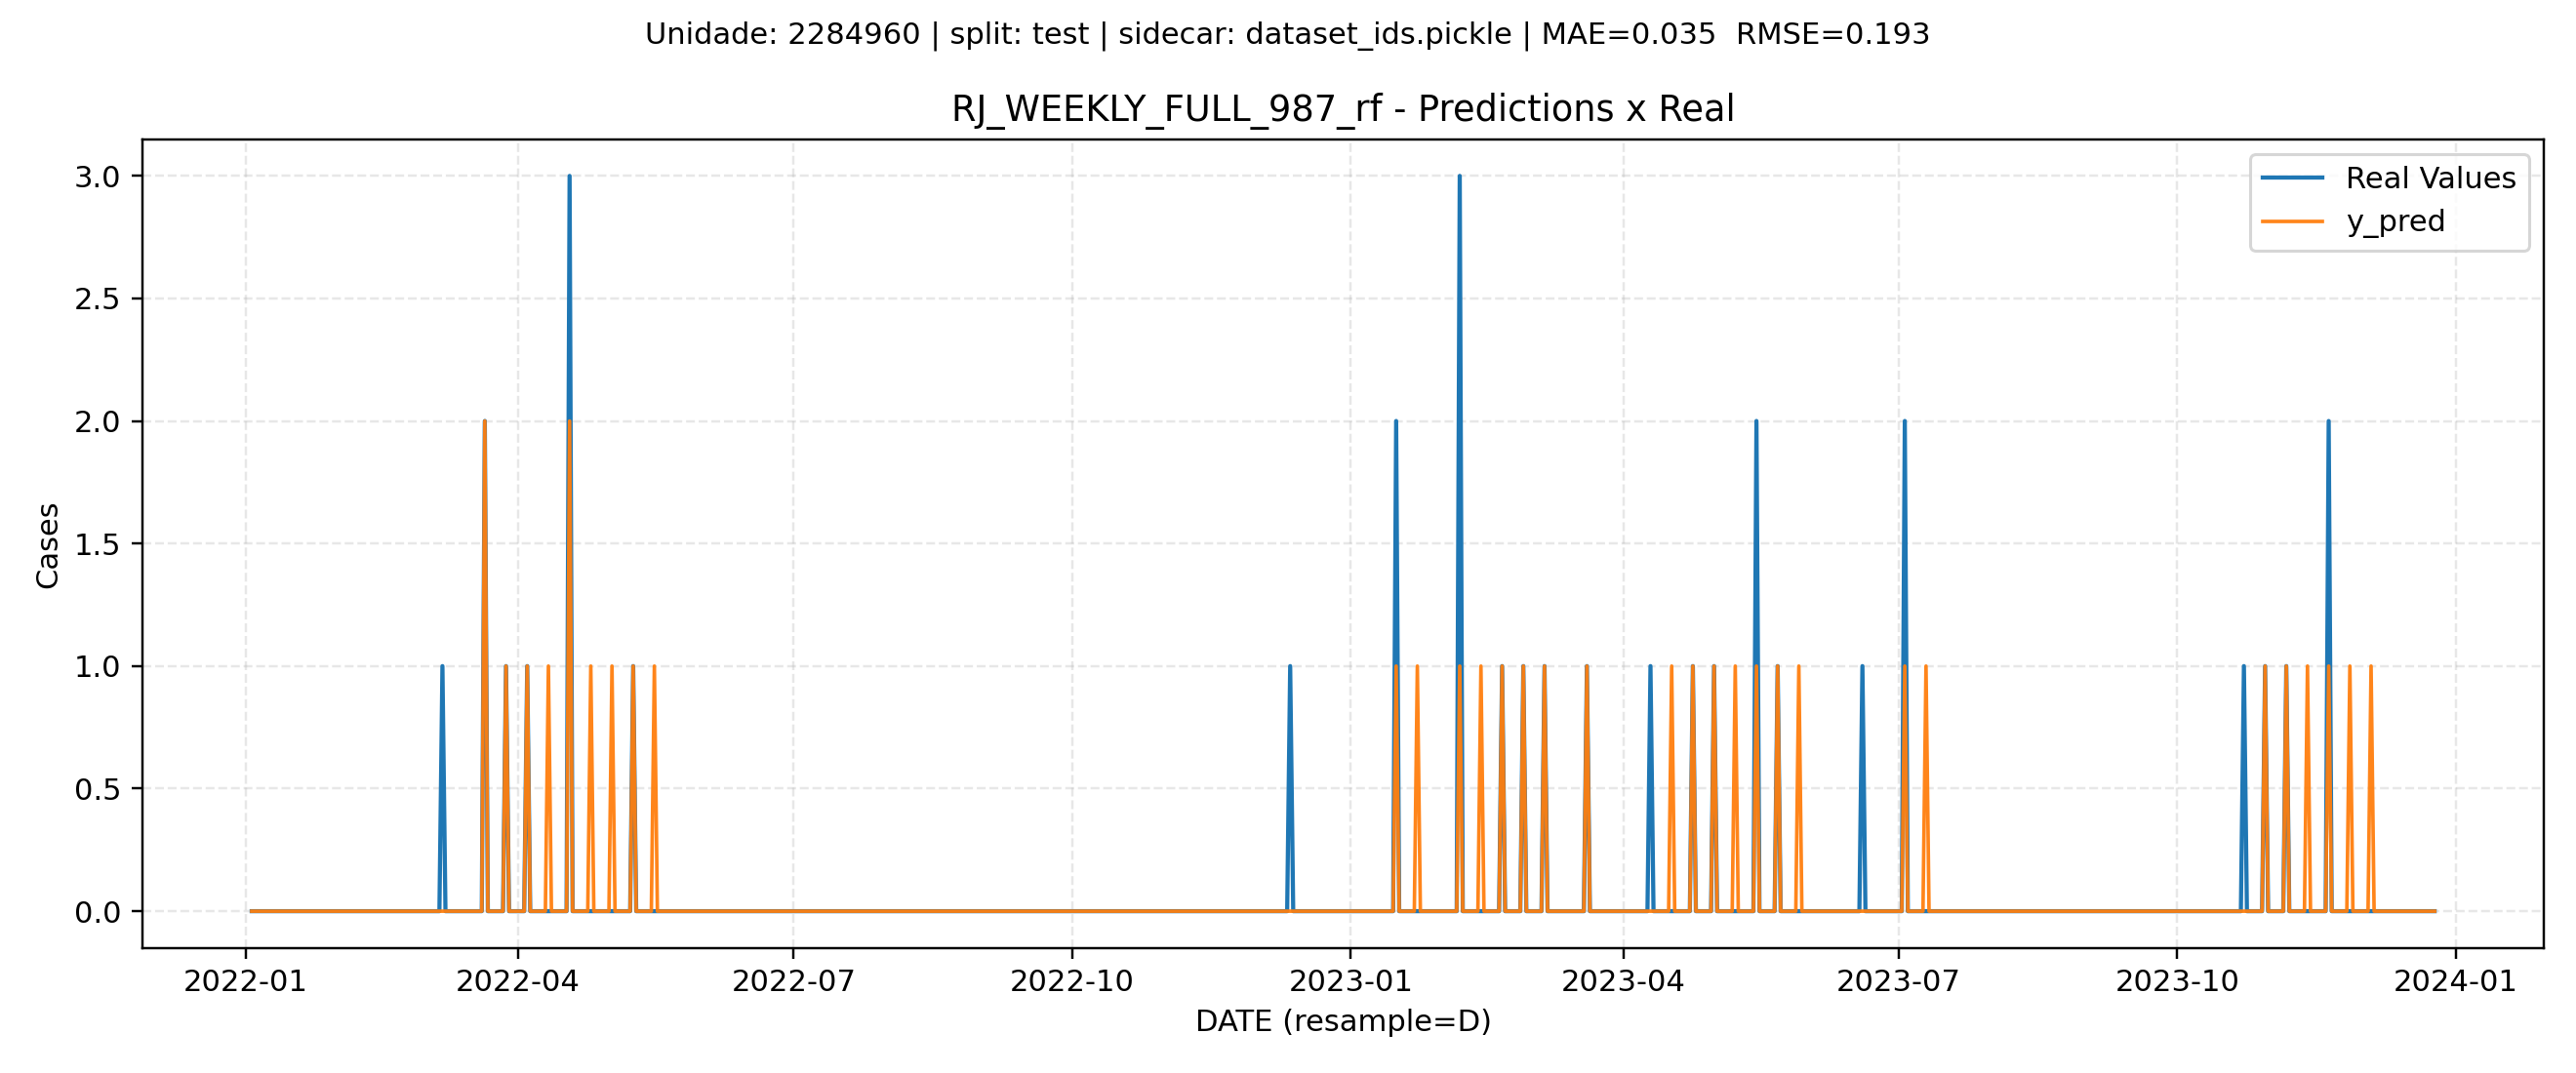 Unidade: 2284960 | split: test | sidecar: dataset_ids.pickle | MAE=0.035  RMSE=0.193
RJ_WEEKLY_FULL_987_rf - Predictions x Real
Real Values
y_pred
Cases
3.0
2.5
2.0
1.5
1.0
0.5
0.0
2022-01 2022-04 2022-07 2022-10 2023-01 2023-04 2023-07 2023-10 2024-01
DATE (resample=D)